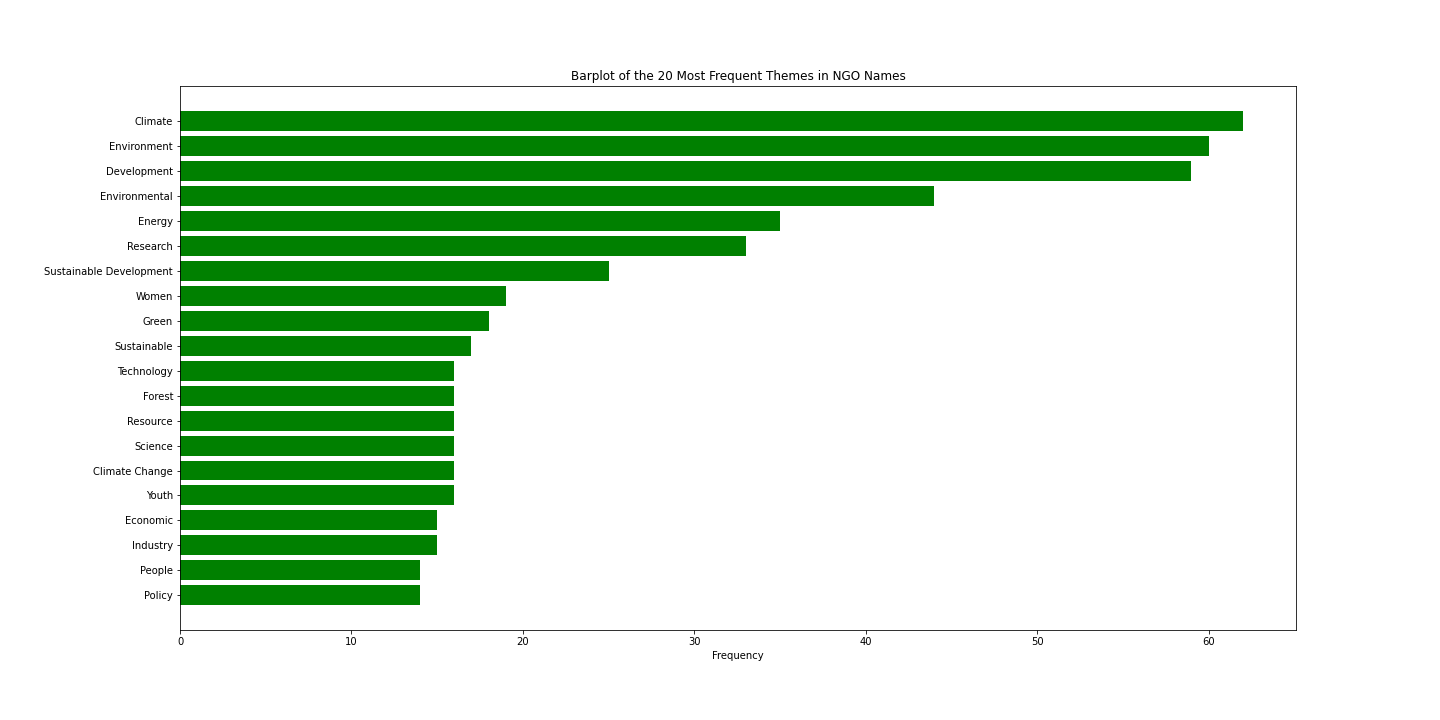 Barplot of the 20 Most Frequent Themes in NGO Names
Climate
Environment
Development
Environmental
Energy
Research
Sustainable Development
Women
Green
Sustainable
Technology
Forest
Resource
Science
Climate Change
Youth
Economic
Industry
People
Policy
0 10 20 30 40 50 60
Frequency